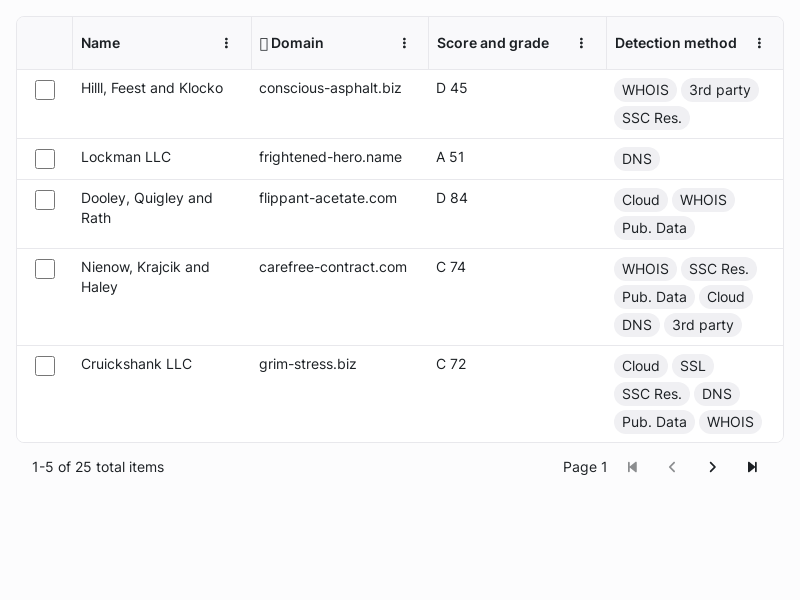 Name Domain Score and grade Detection method
Hilll, Feest and Klocko conscious-asphalt.biz D 45 WHOIS 3rd party
SSC Res.
Lockman LLC frightened-hero.name A 51 DNS
Dooley, Quigley and flippant-acetate.com D 84 Cloud WHOIS
Rath Pub. Data
Nienow, Krajcik and carefree-contract.com C 74 WHOIS SSC Res.
Haley Pub. Data Cloud
DNS 3rd party
Cruickshank LLC grim-stress.biz C 72 Cloud SSL
SSC Res. DNS
Pub. Data WHOIS
1-5 of 25 total items Page 1